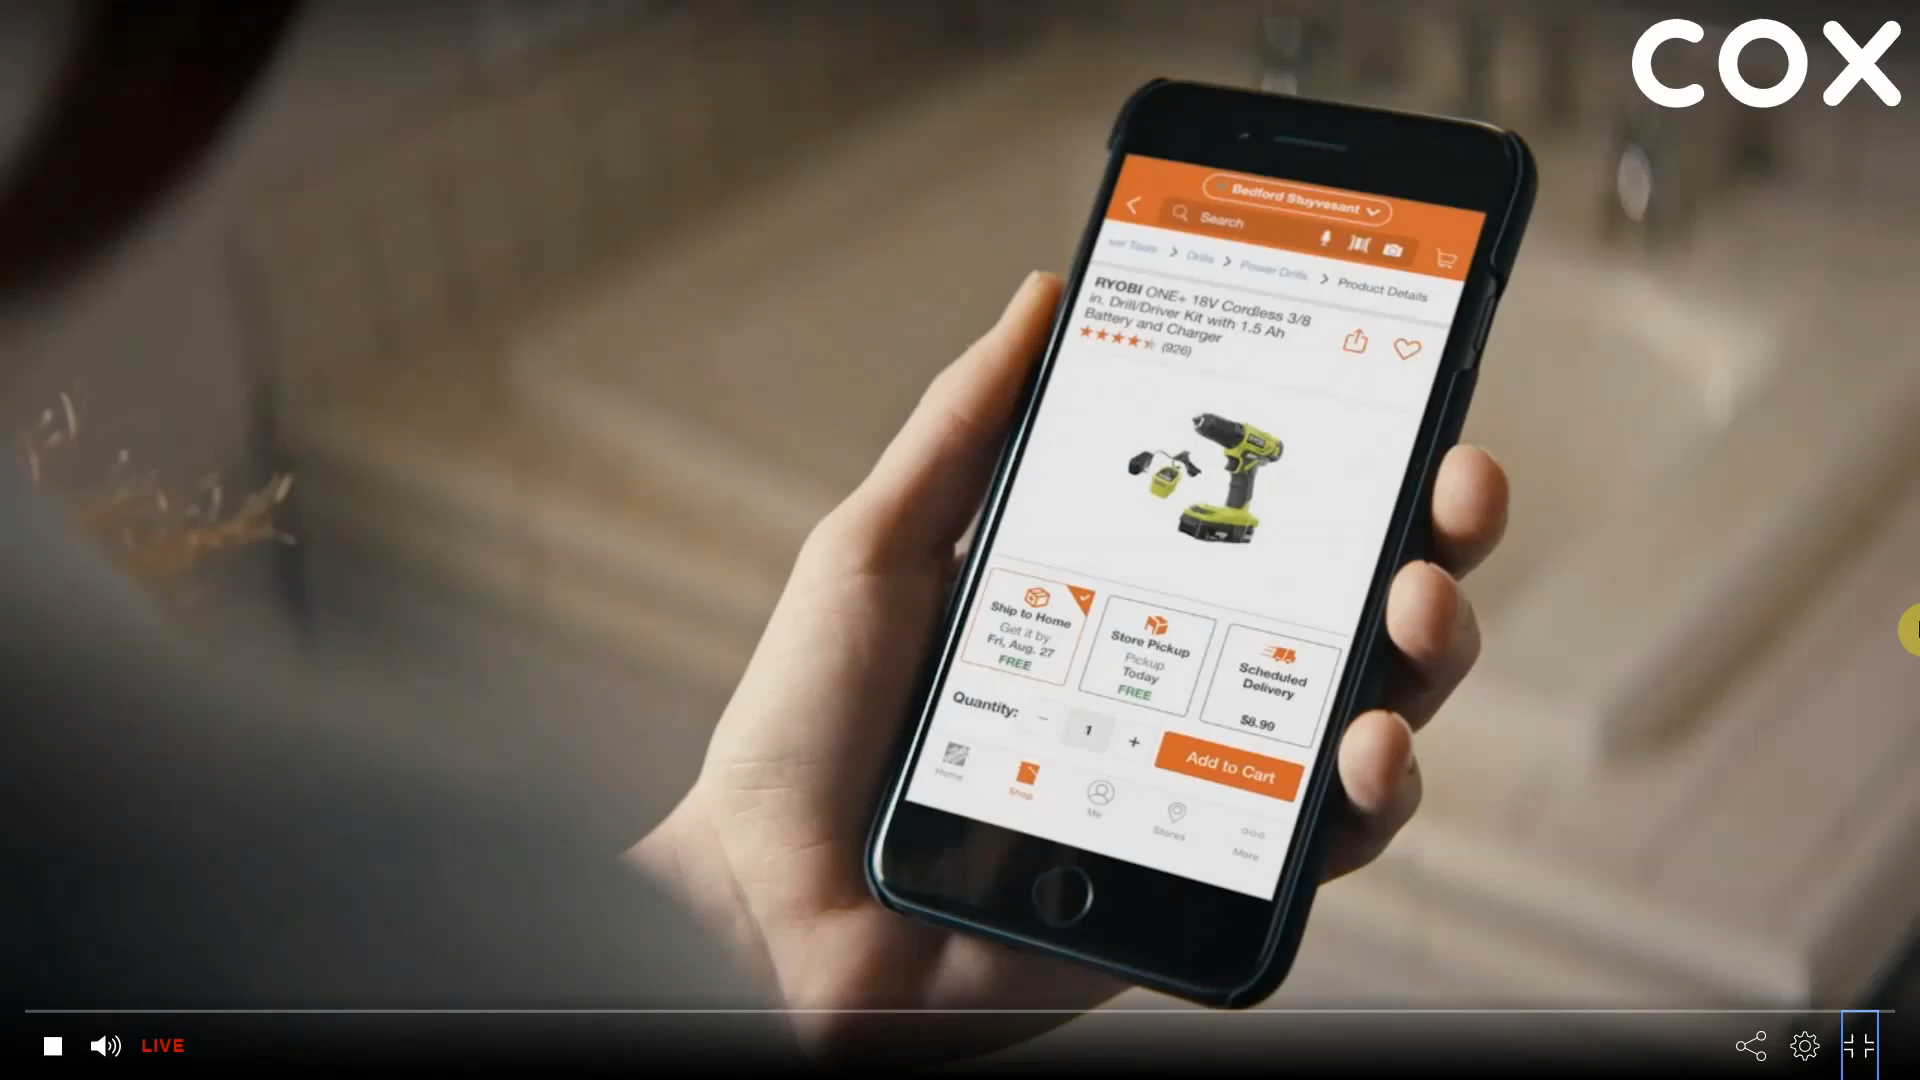 COX
Bedford Stuyvesant
Search
ver Tools > Drills > Power Drills > Product Details
RYOBI ONE+ 18V Cordless 3/8
in. Drill/Driver Kit with 1.5 Ah
Battery and Charger
(926)
Ship to Home
Get it by
Fri, Aug. 27
FREE
Store Pickup
Pickup
Today
FREE
Scheduled
Delivery
$8.99
Quantity: − 1 +
Add to Cart
Home
Shop
Me
Stores
More
LIVE